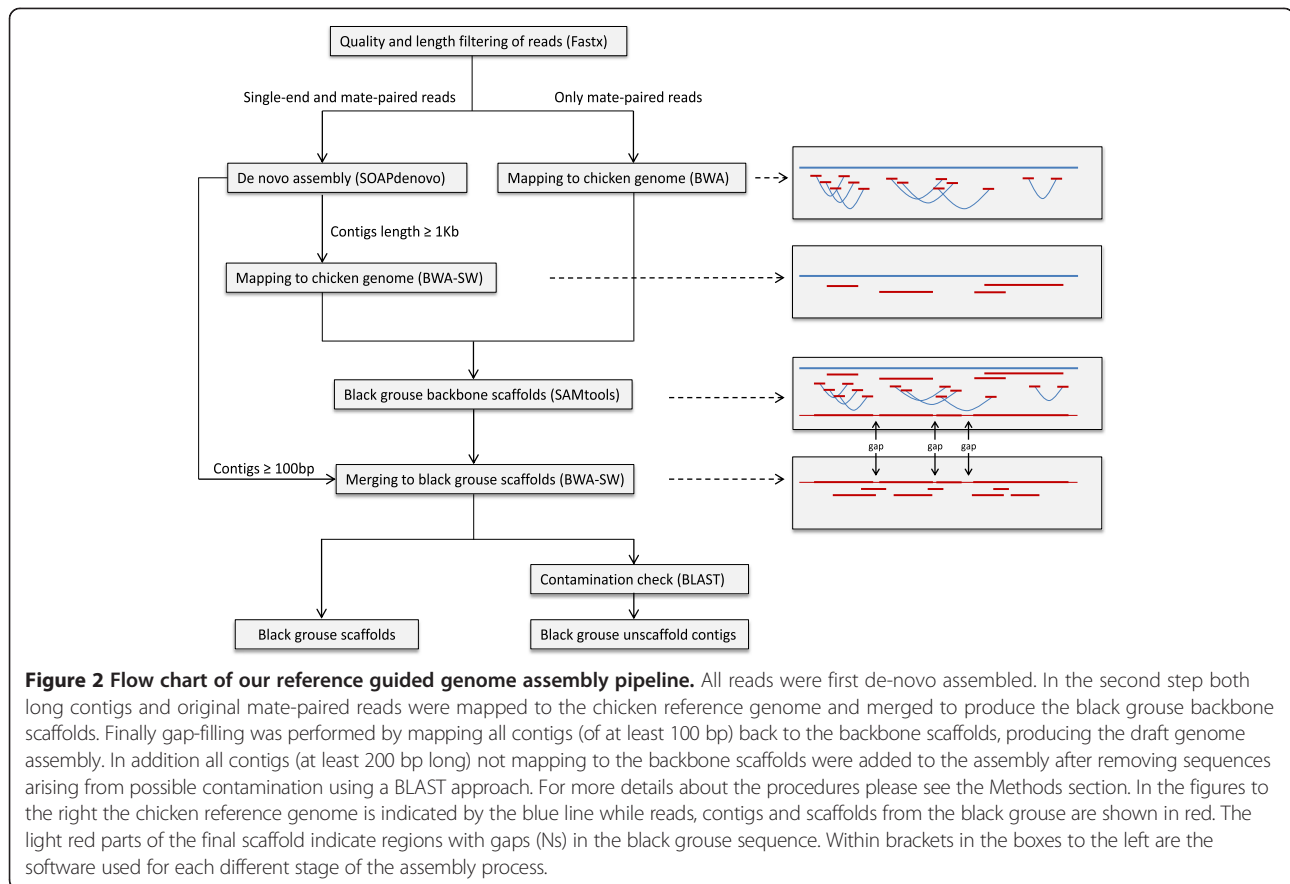 Quality and length filtering of reads (Fastx)
Single-end and mate-paired reads
Only mate-paired reads
De novo assembly (SOAPdenovo)
Mapping to chicken genome (BWA)
Contigs length ≥ 1Kb
Mapping to chicken genome (BWA-SW)
Black grouse backbone scaffolds (SAMtools)
gap
gap
gap
Contigs ≥ 100bp
Merging to black grouse scaffolds (BWA-SW)
Contamination check (BLAST)
Black grouse scaffolds
Black grouse unscaffold contigs
Figure 2 Flow chart of our reference guided genome assembly pipeline. All reads were first de-novo assembled. In the second step both
long contigs and original mate-paired reads were mapped to the chicken reference genome and merged to produce the black grouse backbone
scaffolds. Finally gap-filling was performed by mapping all contigs (of at least 100 bp) back to the backbone scaffolds, producing the draft genome
assembly. In addition all contigs (at least 200 bp long) not mapping to the backbone scaffolds were added to the assembly after removing sequences
arising from possible contamination using a BLAST approach. For more details about the procedures please see the Methods section. In the figures to
the right the chicken reference genome is indicated by the blue line while reads, contigs and scaffolds from the black grouse are shown in red. The
light red parts of the final scaffold indicate regions with gaps (Ns) in the black grouse sequence. Within brackets in the boxes to the left are the
software used for each different stage of the assembly process.